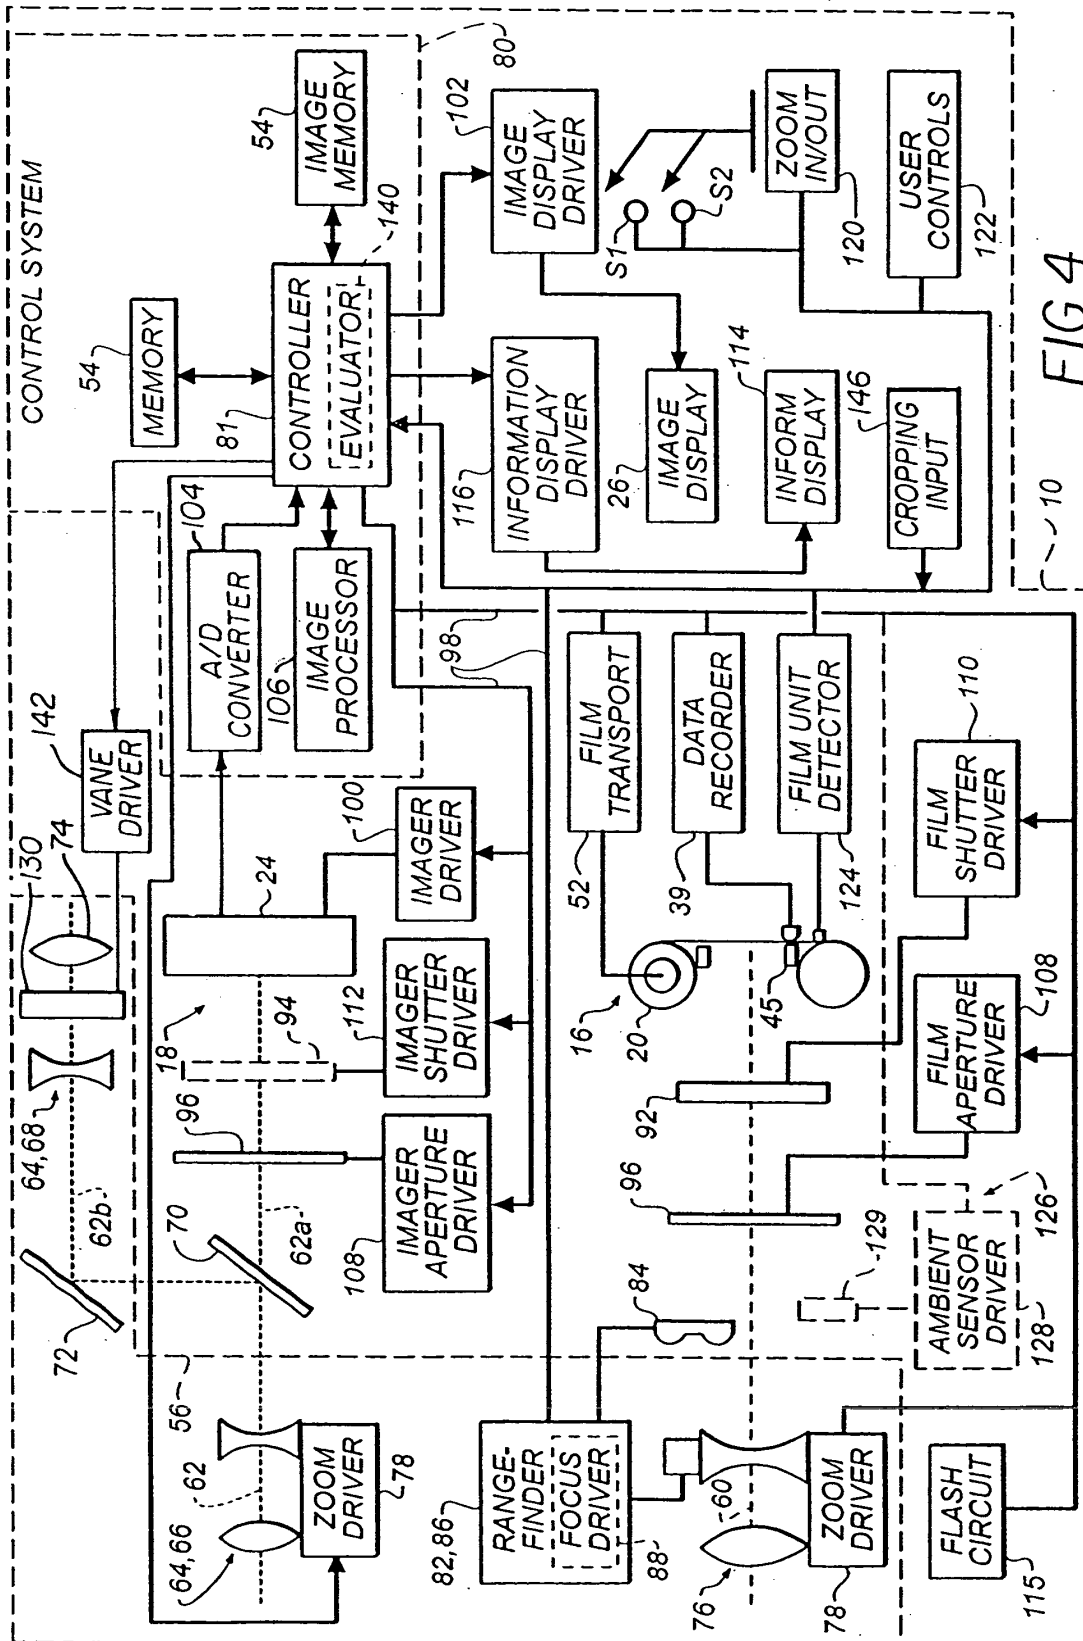 CONTROL SYSTEM
72
62b
64,68
130
74
142
VANE
DRIVER
54
MEMORY
64,66
62
56
70
62a
96
18
94
24
100
104
A/D
CONVERTER
81
CONTROLLER
EVALUATOR
140
54
IMAGE
MEMORY
ZOOM
DRIVER
78
108
IMAGER
APERTURE
DRIVER
112
IMAGER
SHUTTER
DRIVER
IMAGER
DRIVER
106
IMAGE
PROCESSOR
98
80
82,86
RANGE-
FINDER
FOCUS
DRIVER
88
84
16
20
52
FILM
TRANSPORT
116
INFORMATION
DISPLAY
DRIVER
102
IMAGE
DISPLAY
DRIVER
S1
S2
26
IMAGE
DISPLAY
76
60
96
92
45
39
DATA
RECORDER
114
INFORM
DISPLAY
ZOOM
IN/OUT
120
78
ZOOM
DRIVER
129
124
FILM UNIT
DETECTOR
146
CROPPING
INPUT
USER
CONTROLS
122
115
FLASH
CIRCUIT
128
AMBIENT
SENSOR
DRIVER
126
FILM
APERTURE
DRIVER
108
FILM
SHUTTER
DRIVER
110
10
FIG 4